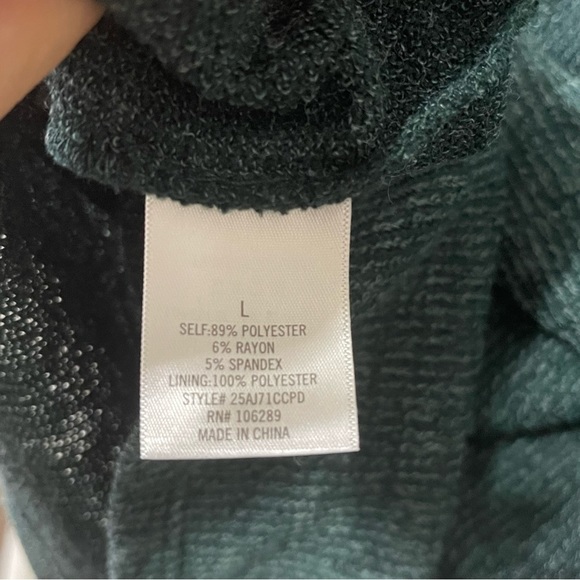 L
SELF:89% POLYESTER
6% RAYON
5% SPANDEX
LINING:100% POLYESTER
STYLE# 25AJ71CCPD
RN# 106289
MADE IN CHINA